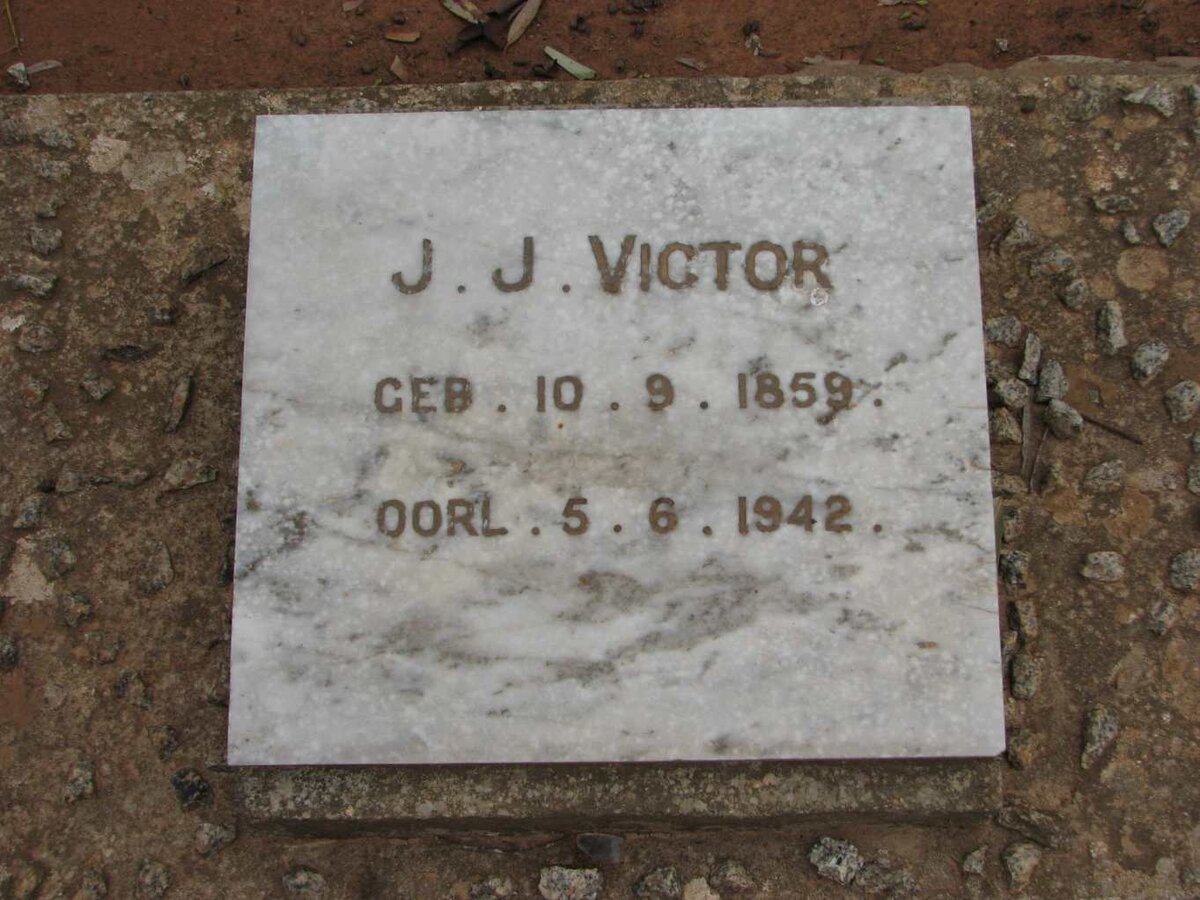 J. J. VICTOR
GEB. 10. 9. 1859.
OORL. 5. 6. 1942.